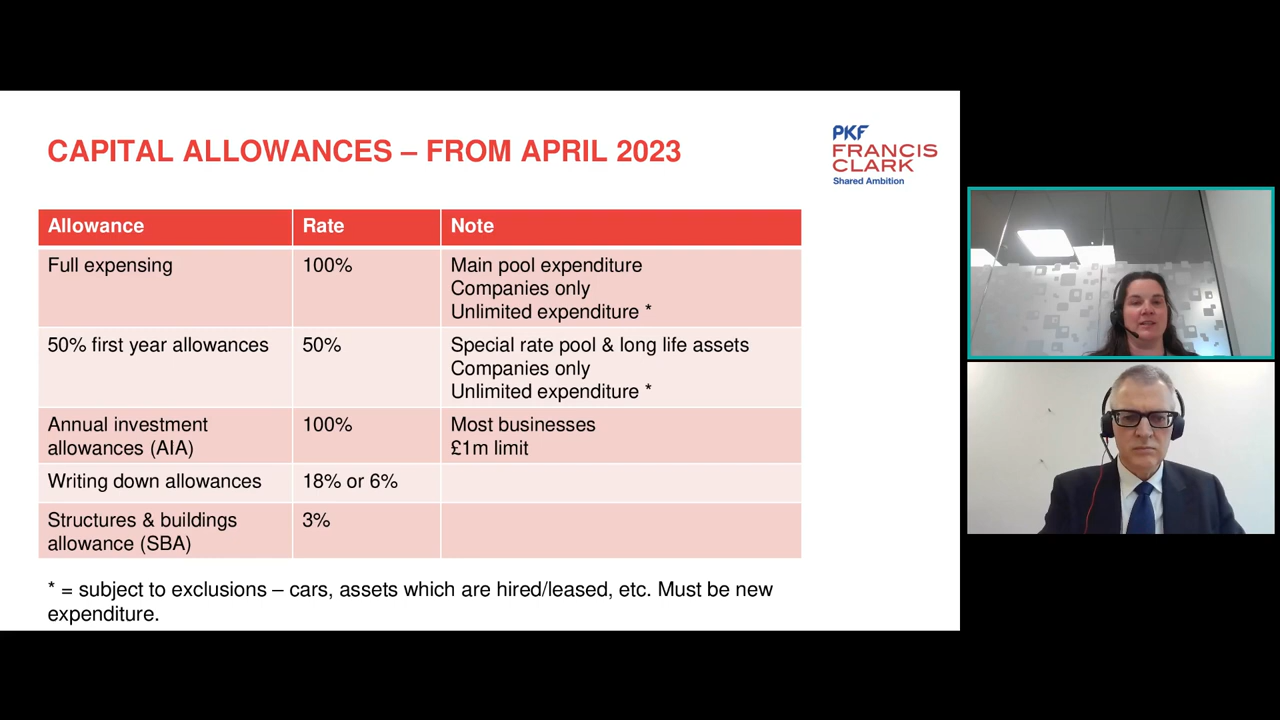 CAPITAL ALLOWANCES – FROM APRIL 2023
PKF
FRANCIS
CLARK
Shared Ambition
Allowance Rate Note
Full expensing 100% Main pool expenditure
Companies only
Unlimited expenditure *
50% first year allowances 50% Special rate pool & long life assets
Companies only
Unlimited expenditure *
Annual investment 100% Most businesses
allowances (AIA) £1m limit
Writing down allowances 18% or 6%
Structures & buildings 3%
allowance (SBA)
* = subject to exclusions – cars, assets which are hired/leased, etc. Must be new
expenditure.